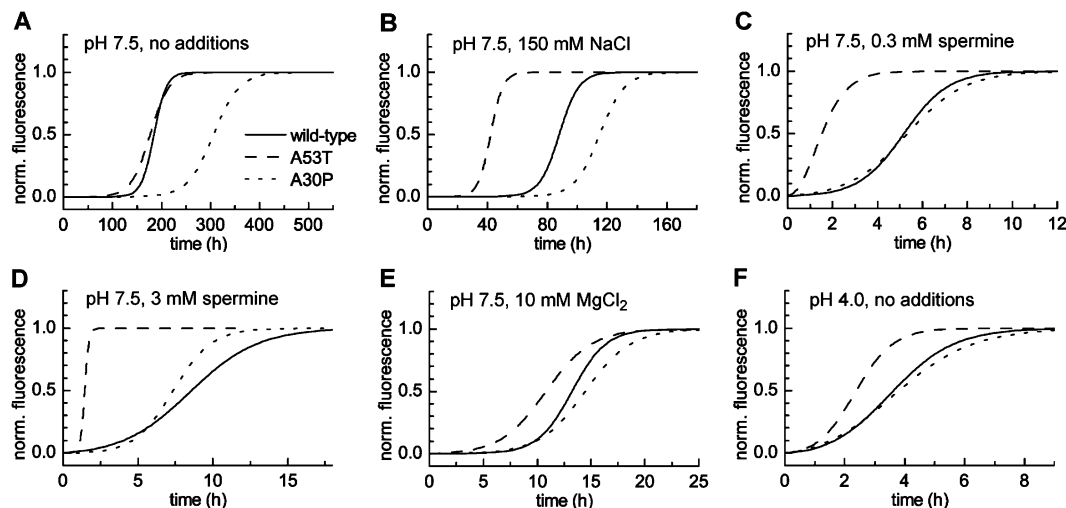 A
pH 7.5, no additions
norm. fluorescence
1.0
0.5
0.0
wild-type
A53T
A30P
0 100 200 300 400 500
time (h)
B
pH 7.5, 150 mM NaCl
norm. fluorescence
1.0
0.5
0.0
0 40 80 120 160
time (h)
C
pH 7.5, 0.3 mM spermine
norm. fluorescence
1.0
0.5
0.0
0 2 4 6 8 10 12
time (h)
D
pH 7.5, 3 mM spermine
norm. fluorescence
1.0
0.5
0.0
0 5 10 15
time (h)
E
pH 7.5, 10 mM MgCl₂
norm. fluorescence
1.0
0.5
0.0
0 5 10 15 20 25
time (h)
F
pH 4.0, no additions
norm. fluorescence
1.0
0.5
0.0
0 2 4 6 8
time (h)